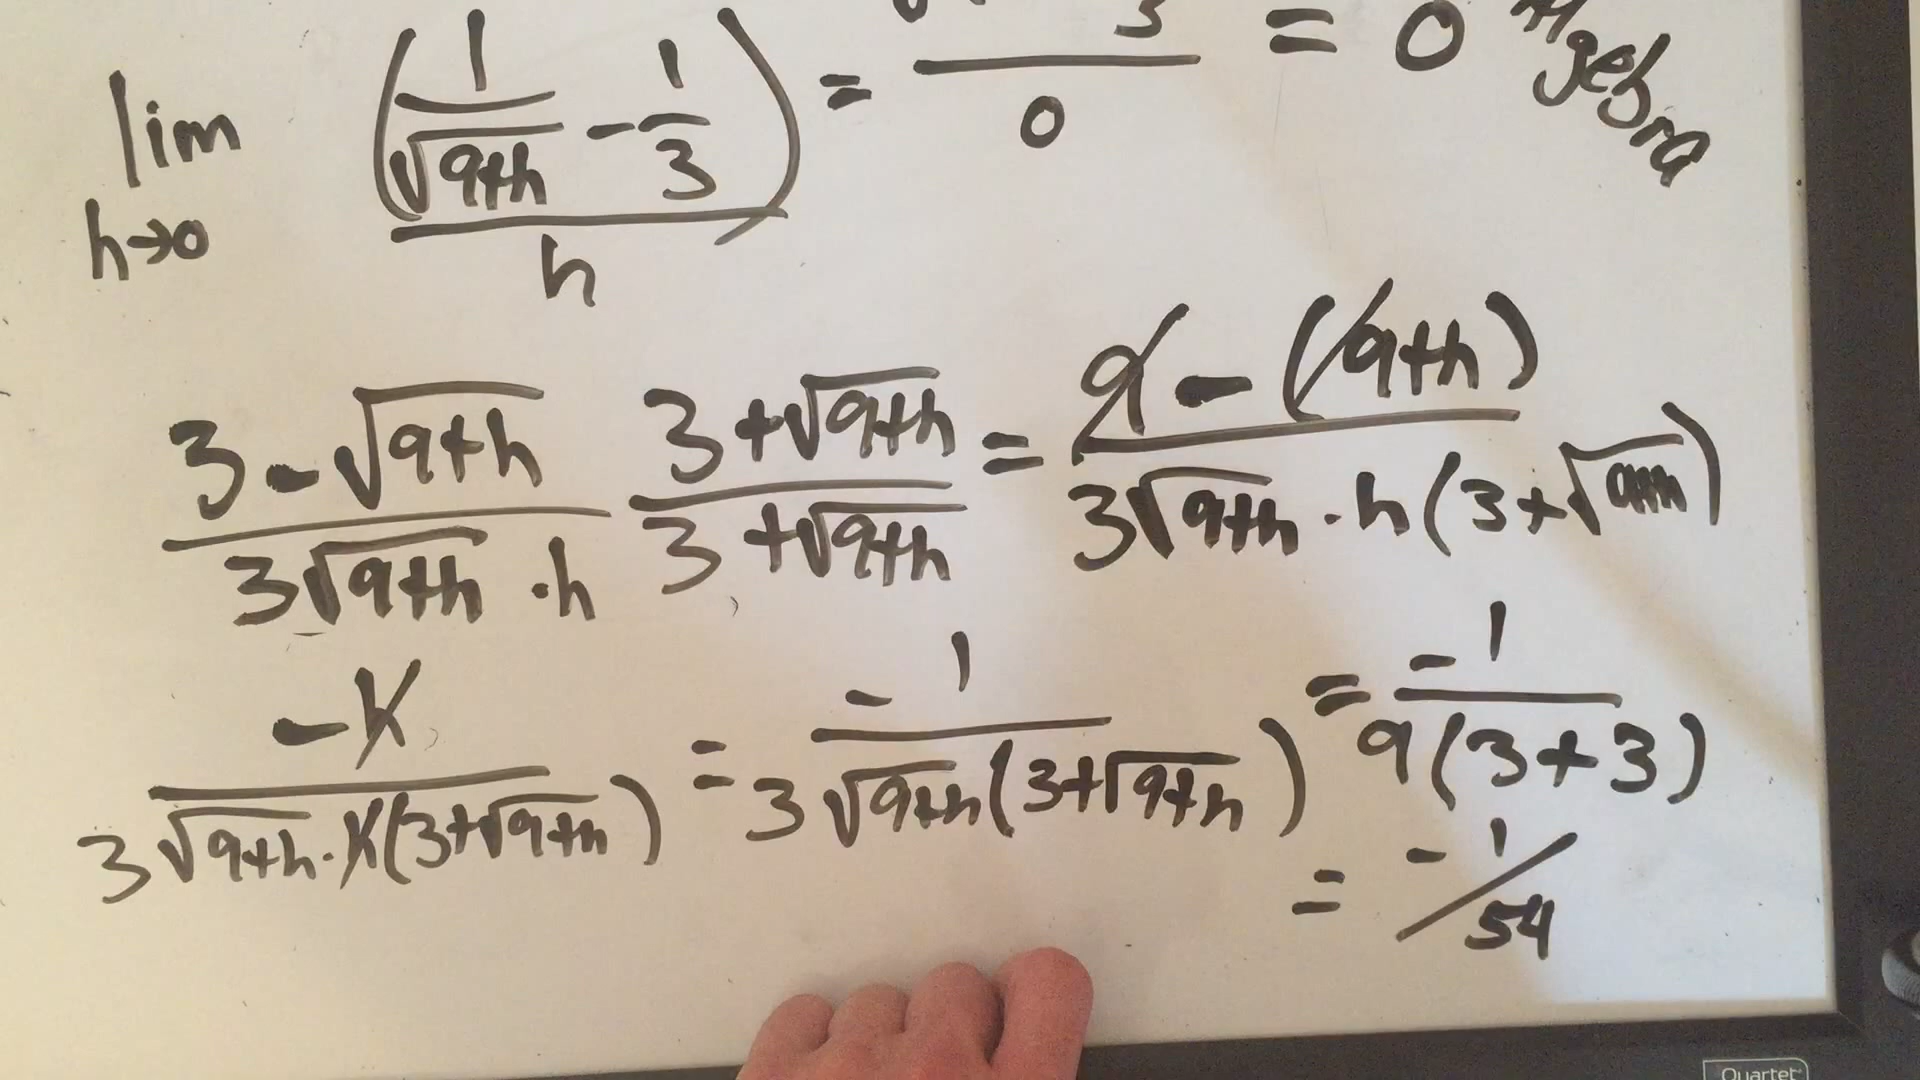 lim h→0 (1/√9+h - 1/3)/h = 3/0 = 0 Algebra
3-√9+h / 3√9+h ·h 3+√9+h / 3+√9+h = 9-(9+h) / 3√9+h · h(3+√9+h)
-h / 3√9+h · h(3+√9+h) = -1 / 3√9+h(3+√9+h) = -1 / 9(3+3)
= -1/54
Quartet